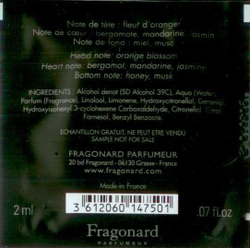 Note de tête : fleur d'oranger
Note de cœur : bergamote, mandarine, jasmin
Note de fond : miel, musc
Head note: orange blossom
Heart note: bergamot, mandarine, jasmine
Bottom note: honey, musk
INGREDIENTS : Alcohol denat (SD Alcohol 39C), Aqua (Water),
Parfum (Fragrance), Linalool, Limonene, Hydroxycitronellal, Geraniol,
Hydroxyisohexyl 3-cyclohexene Carboxaldehyde, Citronellol,
Farnesol, Benzyl Benzoate.
ECHANTILLON GRATUIT, NE PEUT ETRE VENDU
SAMPLE NOT FOR SALE
FRAGONARD PARFUMEUR
20 bd Fragonard - 06130 Grasse - France
www.fragonard.com
Made in France
2 ml
3 612060 147501
.07 fl.oz
Fragonard
PARFUMEUR